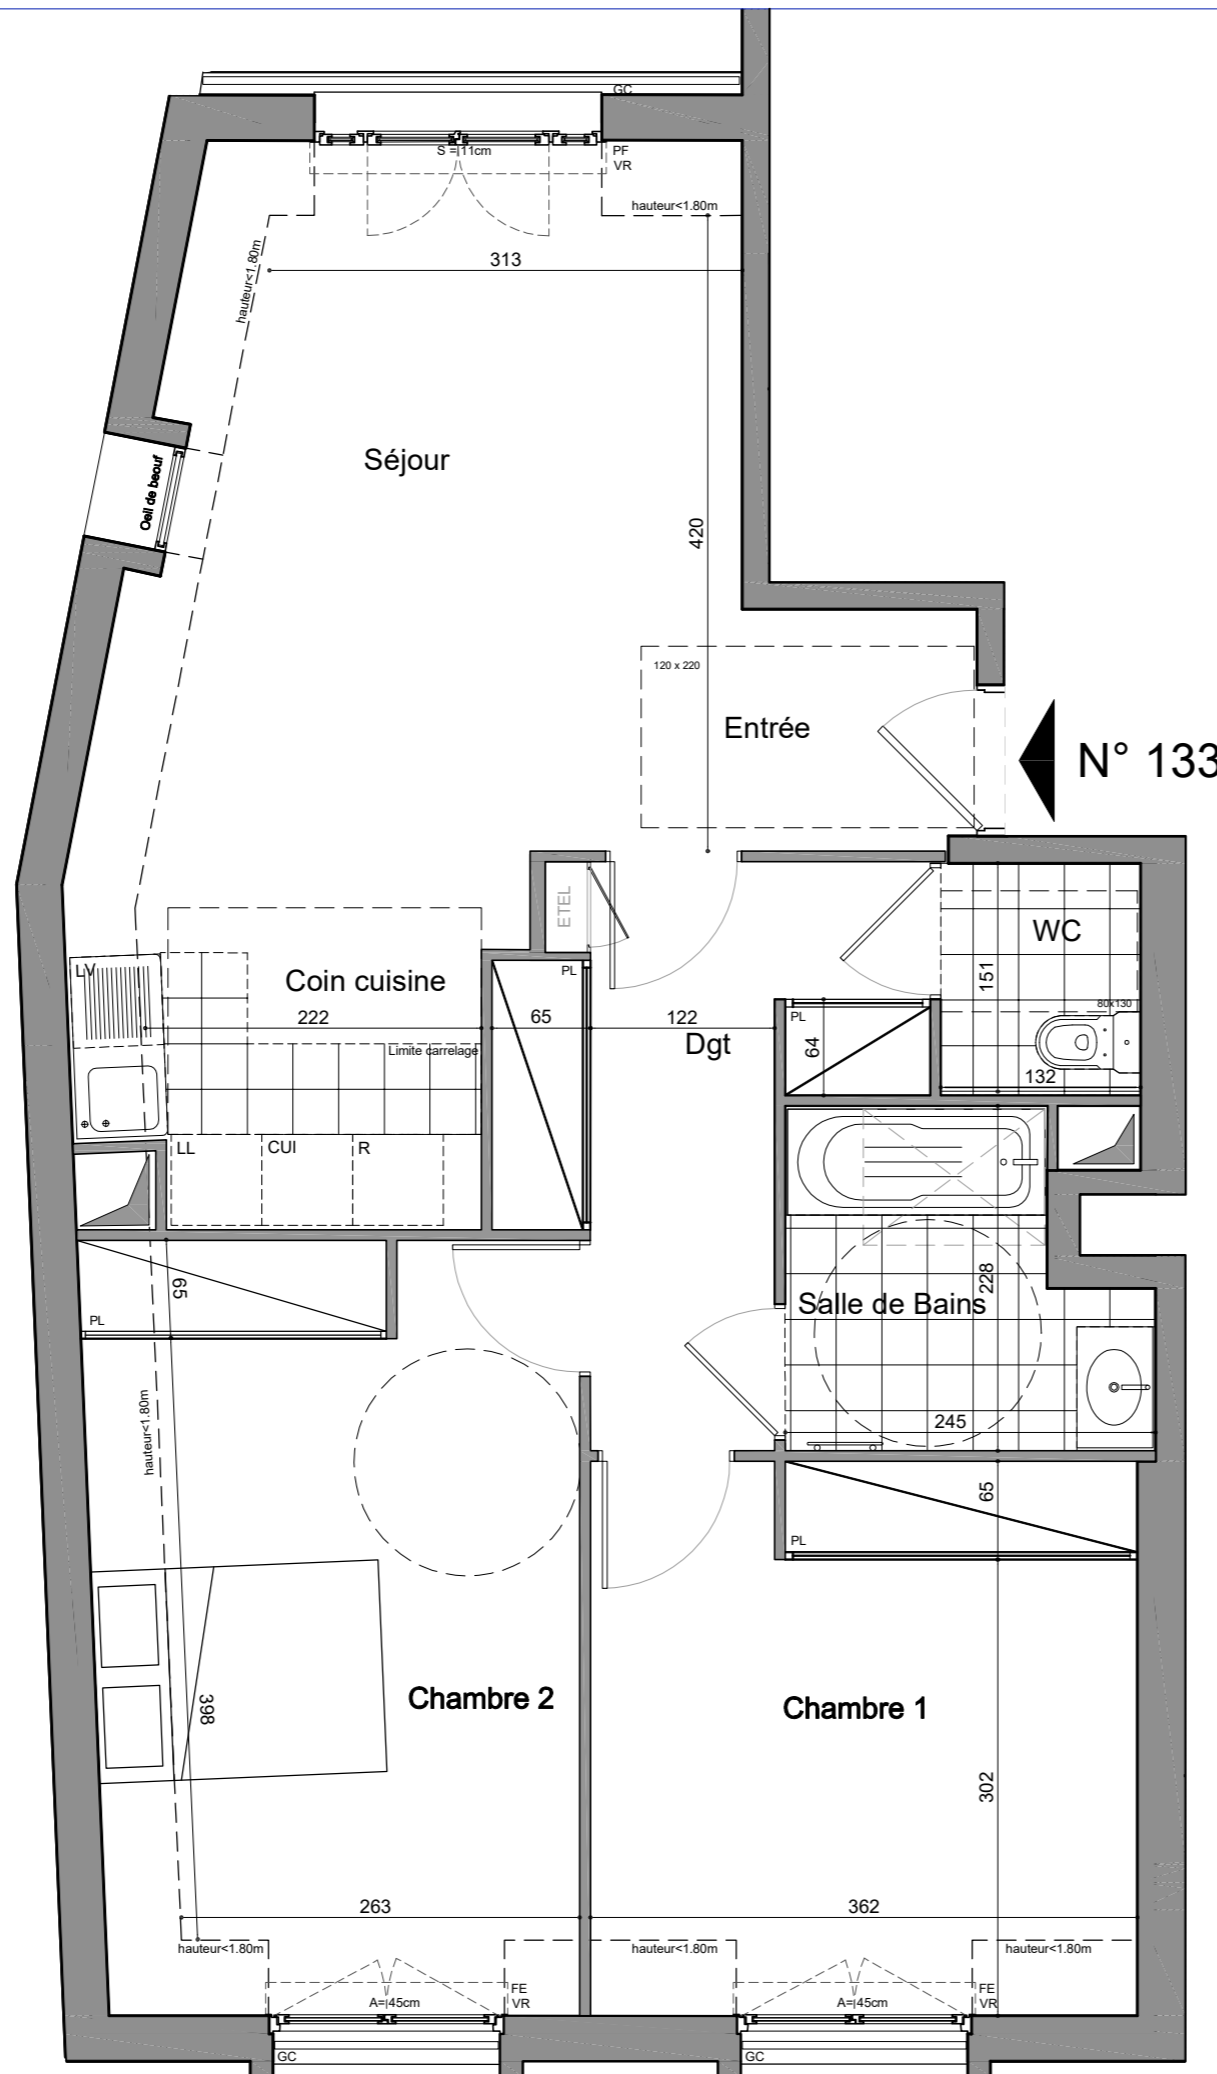 GC
S = 11cm
PF
VR
hauteur<1.80m
hauteur<1.80m
313
Séjour
Oeil de beouf
420
120 x 220
Entrée
N° 133
ETEL
WC
LV
Coin cuisine
PL
151
80x130
222
65
122
PL
Dgt
64
Limite carrelage
132
LL
CUI
R
65
228
Salle de Bains
PL
hauteur<1.80m
245
65
PL
398
Chambre 2
Chambre 1
302
263
362
hauteur<1.80m
hauteur<1.80m
hauteur<1.80m
A= 45cm
FE
VR
A= 45cm
FE
VR
GC
GC